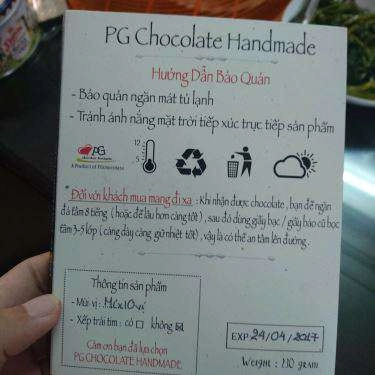 PG Chocolate Handmade
Hướng Dẫn Bảo Quản
- Bảo quản ngăn mát tủ lạnh
- Tránh ánh nắng mặt trời tiếp xúc trực tiếp sản phẩm
PG
12
5
* Đối với khách mua mang đi xa : Khi nhận được chocolate , bạn để ngăn
đá tầm 8 tiếng ( hoặc để lâu hơn càng tốt ) , sau đó dùng giấy bạc / giấy báo cũ bọc
tầm 3-5 lớp ( càng dày càng giữ nhiệt tốt ) , vậy là có thể an tâm lên đường .
Thông tin sản phẩm
- Mùi vị :
- Xếp trái tim : có không
Cảm ơn bạn đã lựa chọn
PG CHOCOLATE HANDMADE
EXP 24/04/2017
Weight : 130 gram